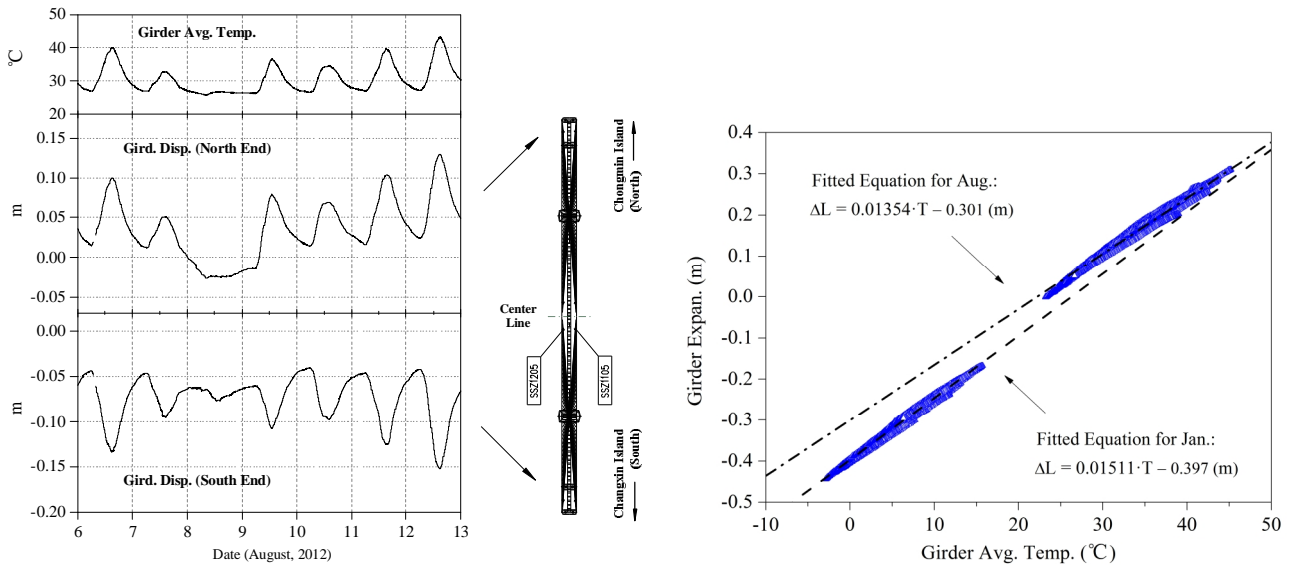 50
40
30
20
°C
Girder Avg. Temp.
0.15
0.10
0.05
0.00
-0.05
m
Gird. Disp. (North End)
0.00
-0.05
-0.10
-0.15
-0.20
m
Gird. Disp. (South End)
6 7 8 9 10 11 12 13
Date (August, 2012)
Chongmin Island
(North)
Center
Line
SSZ1205
SSZ1105
Changxin Island
(South)
0.4
0.3
0.2
0.1
0.0
-0.1
-0.2
-0.3
-0.4
-0.5
Girder Expan. (m)
Fitted Equation for Aug.:
ΔL = 0.01354·T – 0.301 (m)
Fitted Equation for Jan.:
ΔL = 0.01511·T – 0.397 (m)
-10 0 10 20 30 40 50
Girder Avg. Temp. (°C)